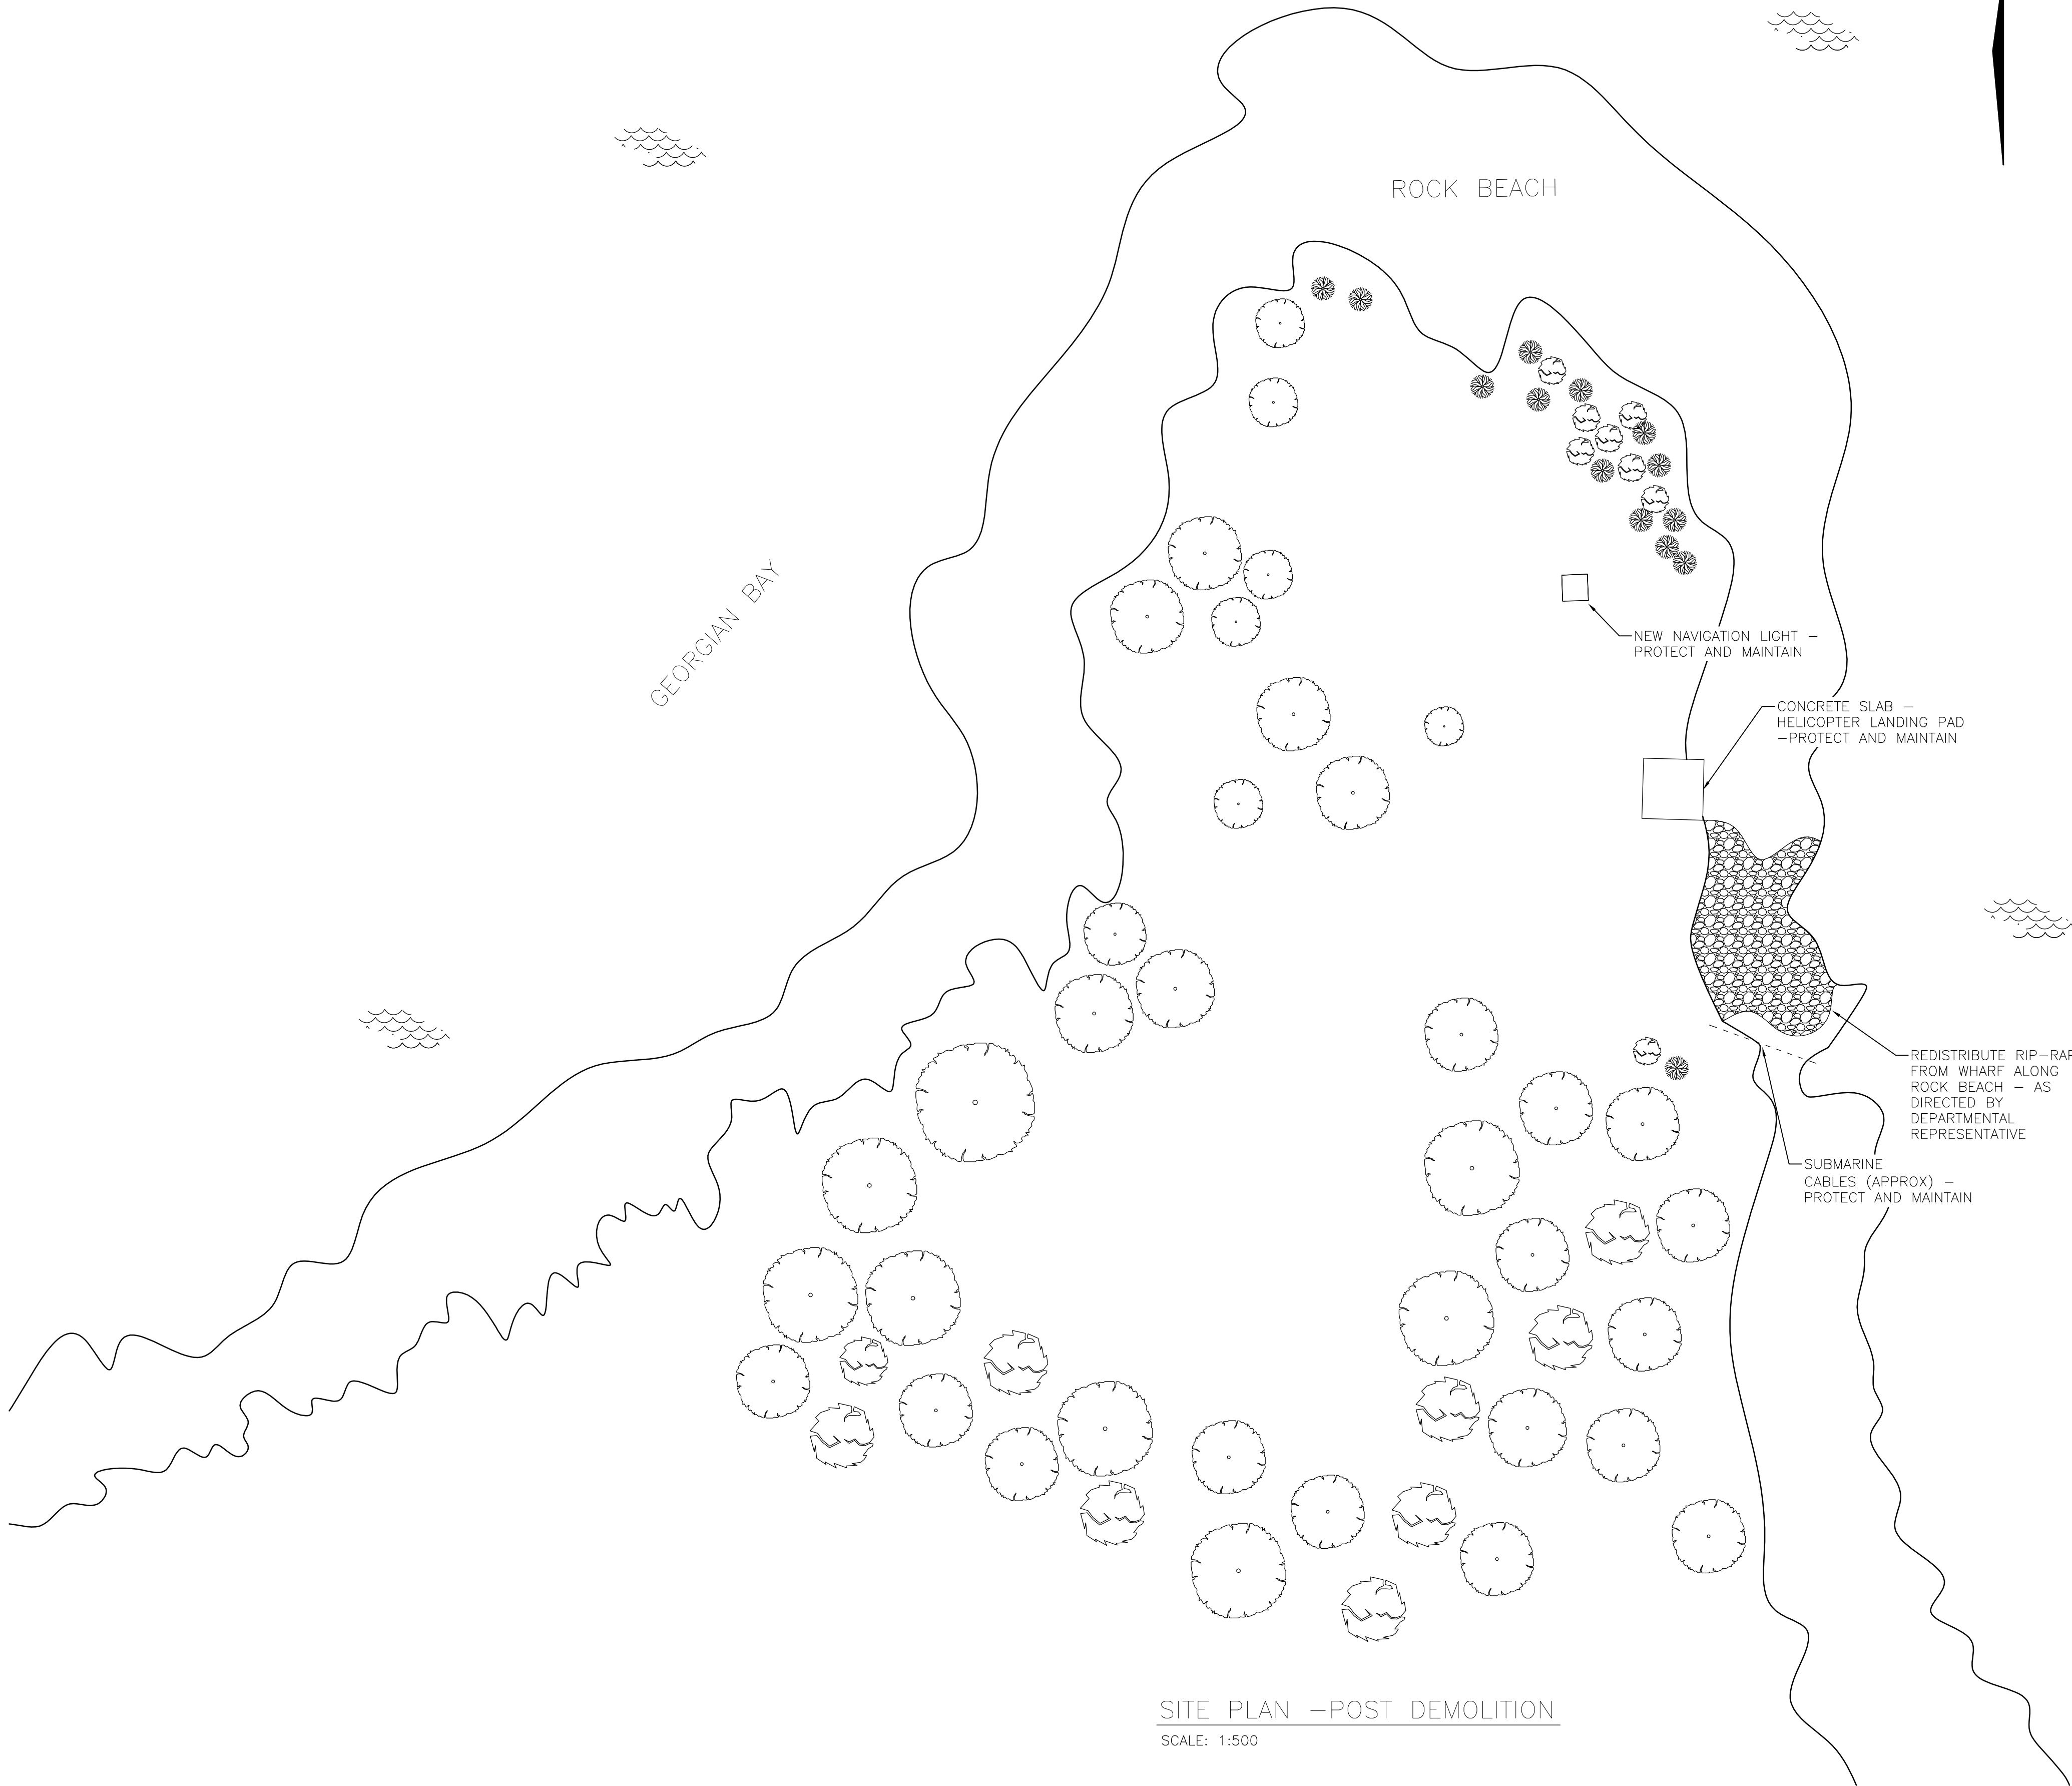 ROCK BEACH
GEORGIAN BAY
NEW NAVIGATION LIGHT –
PROTECT AND MAINTAIN
CONCRETE SLAB –
HELICOPTER LANDING PAD
–PROTECT AND MAINTAIN
REDISTRIBUTE RIP–RAP
FROM WHARF ALONG
ROCK BEACH – AS
DIRECTED BY
DEPARTMENTAL
REPRESENTATIVE
SUBMARINE
CABLES (APPROX) –
PROTECT AND MAINTAIN
SITE PLAN –POST DEMOLITION
SCALE: 1:500